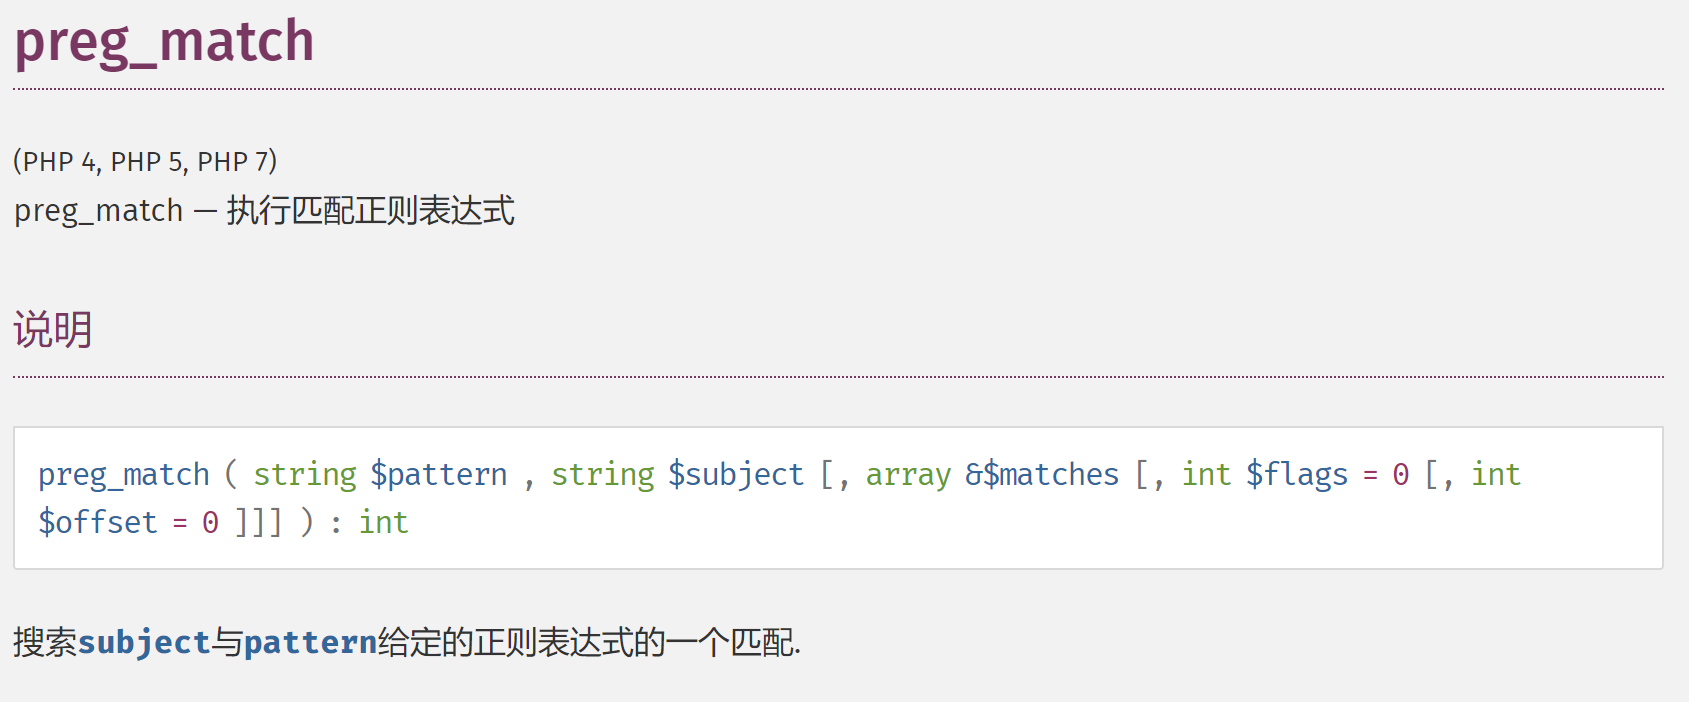 preg_match
(PHP 4, PHP 5, PHP 7)
preg_match — 执行匹配正则表达式
说明
preg_match ( string $pattern , string $subject [, array &$matches [, int $flags = 0 [, int
$offset = 0 ]]] ) : int
搜索subject与pattern给定的正则表达式的一个匹配.